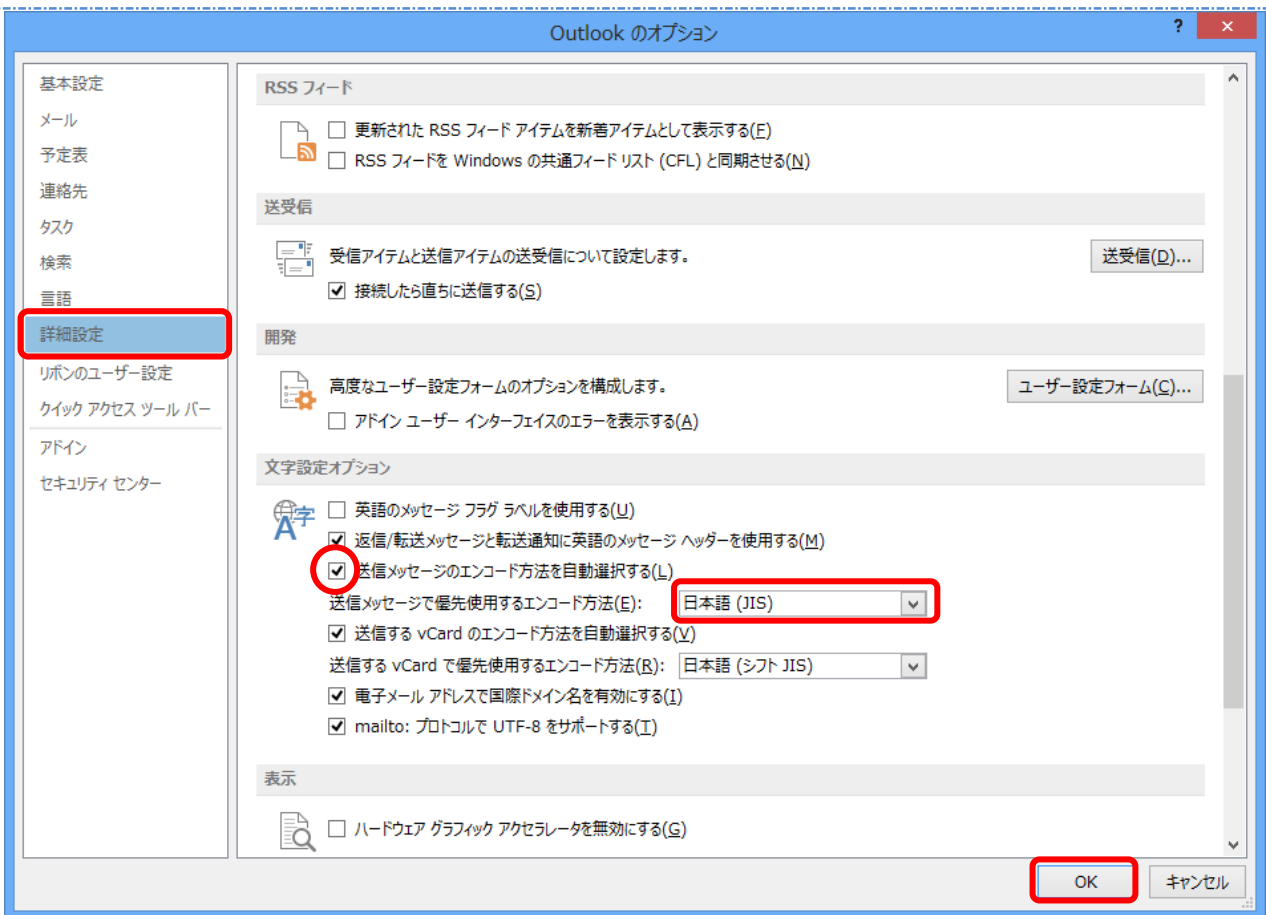 Outlook のオプション
?
基本設定
メール
予定表
連絡先
タスク
検索
言語
詳細設定
リボンのユーザー設定
クイック アクセス ツール バー
アドイン
セキュリティ センター
RSS フィード
更新された RSS フィード アイテムを新着アイテムとして表示する(F)
RSS フィードを Windows の共通フィード リスト (CFL) と同期させる(N)
送受信
受信アイテムと送信アイテムの送受信について設定します。
送受信(D)...
接続したら直ちに送信する(S)
開発
高度なユーザー設定フォームのオプションを構成します。
ユーザー設定フォーム(C)...
アドイン ユーザー インターフェイスのエラーを表示する(A)
文字設定オプション
A字
英語のメッセージ フラグ ラベルを使用する(U)
返信/転送メッセージと転送通知に英語のメッセージ ヘッダーを使用する(M)
送信メッセージのエンコード方法を自動選択する(L)
送信メッセージで優先使用するエンコード方法(E): 日本語 (JIS)
送信する vCard のエンコード方法を自動選択する(V)
送信する vCard で優先使用するエンコード方法(R): 日本語 (シフト JIS)
電子メール アドレスで国際ドメイン名を有効にする(I)
mailto: プロトコルで UTF-8 をサポートする(T)
表示
ハードウェア グラフィック アクセラレータを無効にする(G)
OK
キャンセル